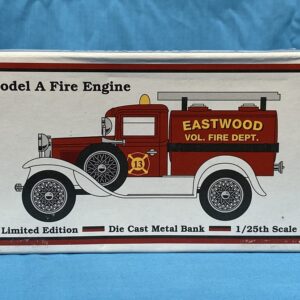 odel A Fire Engine
EASTWOOD
VOL. FIRE DEPT.
13
Limited Edition Die Cast Metal Bank 1/25th Scale